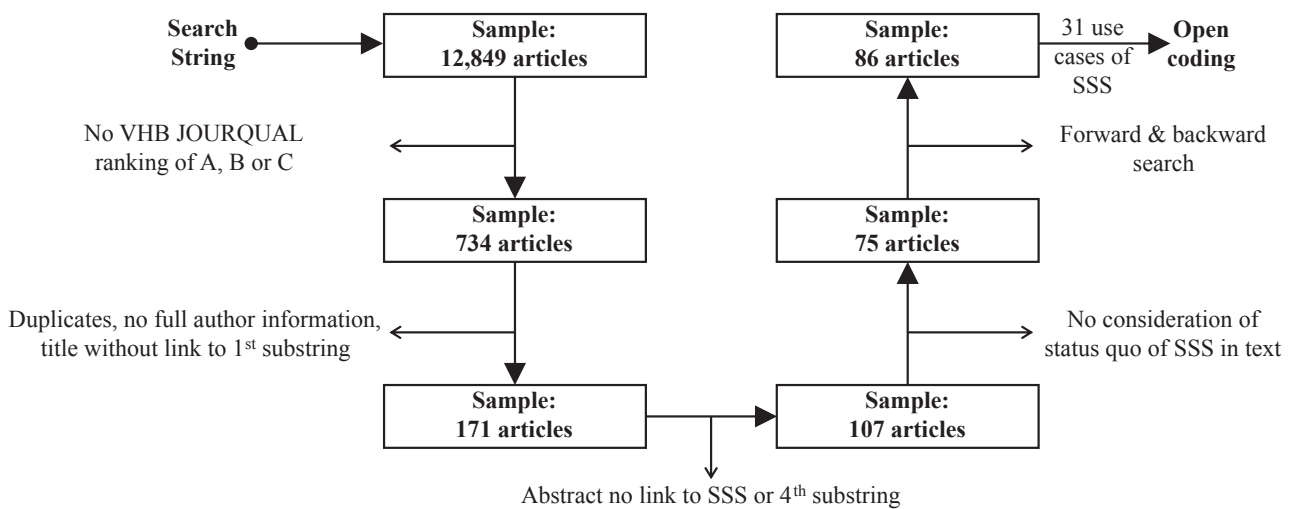 Search
String
Sample:
12,849 articles
No VHB JOURQUAL
ranking of A, B or C
Sample:
734 articles
Duplicates, no full author information,
title without link to 1st substring
Sample:
171 articles
Abstract no link to SSS or 4th substring
Sample:
107 articles
No consideration of
status quo of SSS in text
Sample:
75 articles
Forward & backward
search
Sample:
86 articles
31 use
cases of
SSS
Open
coding